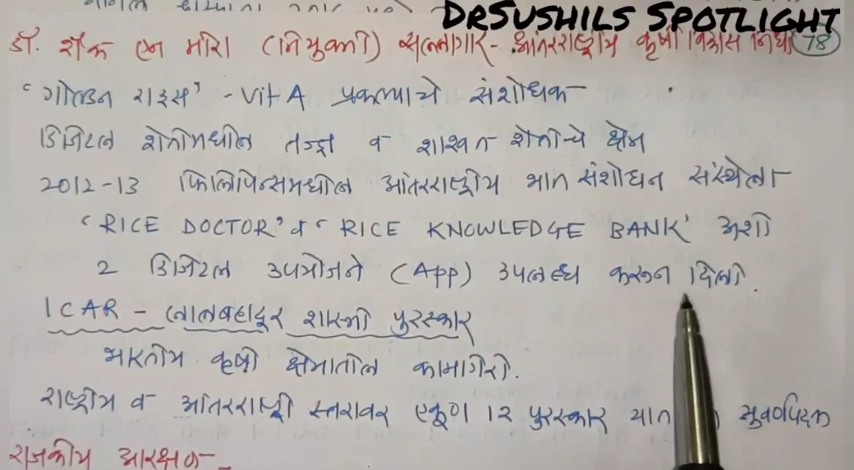 DRSUSHILS SPOTLIGHT
डॉ. शैक एन मीरा (नियुक्ती) सल्लागार - आंतरराष्ट्रीय कृषी विकास निधी 78
'गोल्डन राइस' - Vit A प्रकल्पाचे संशोधक
डिजिटल शेतीमधील तज्ज्ञ व शाश्वत शेतीचे क्षेत्र
2012-13 फिलिपिन्समधील आंतरराष्ट्रीय भात संशोधन संस्थेला
'RICE DOCTOR' व 'RICE KNOWLEDGE BANK' अशी
2 डिजिटल उपयोजने (App) उपलब्ध करून दिली.
ICAR - लालबहादूर शास्त्री पुरस्कार
भारतीय कृषी क्षेत्रातील कामगिरी.
राष्ट्रीय व आंतरराष्ट्री स्तरावर एकूण 12 पुरस्कार यात सुवर्णपदक
राजकीय आरक्षण -